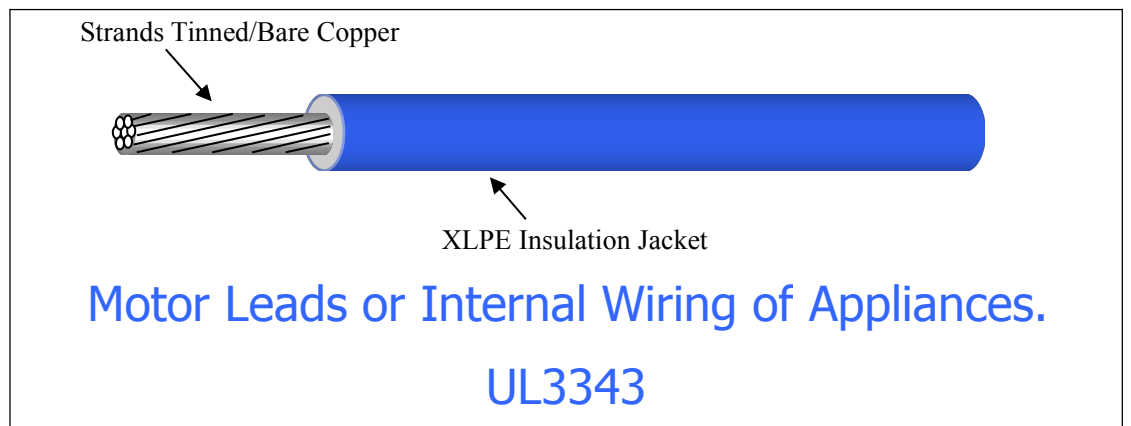 Strands Tinned/Bare Copper
XLPE Insulation Jacket
Motor Leads or Internal Wiring of Appliances.
UL3343